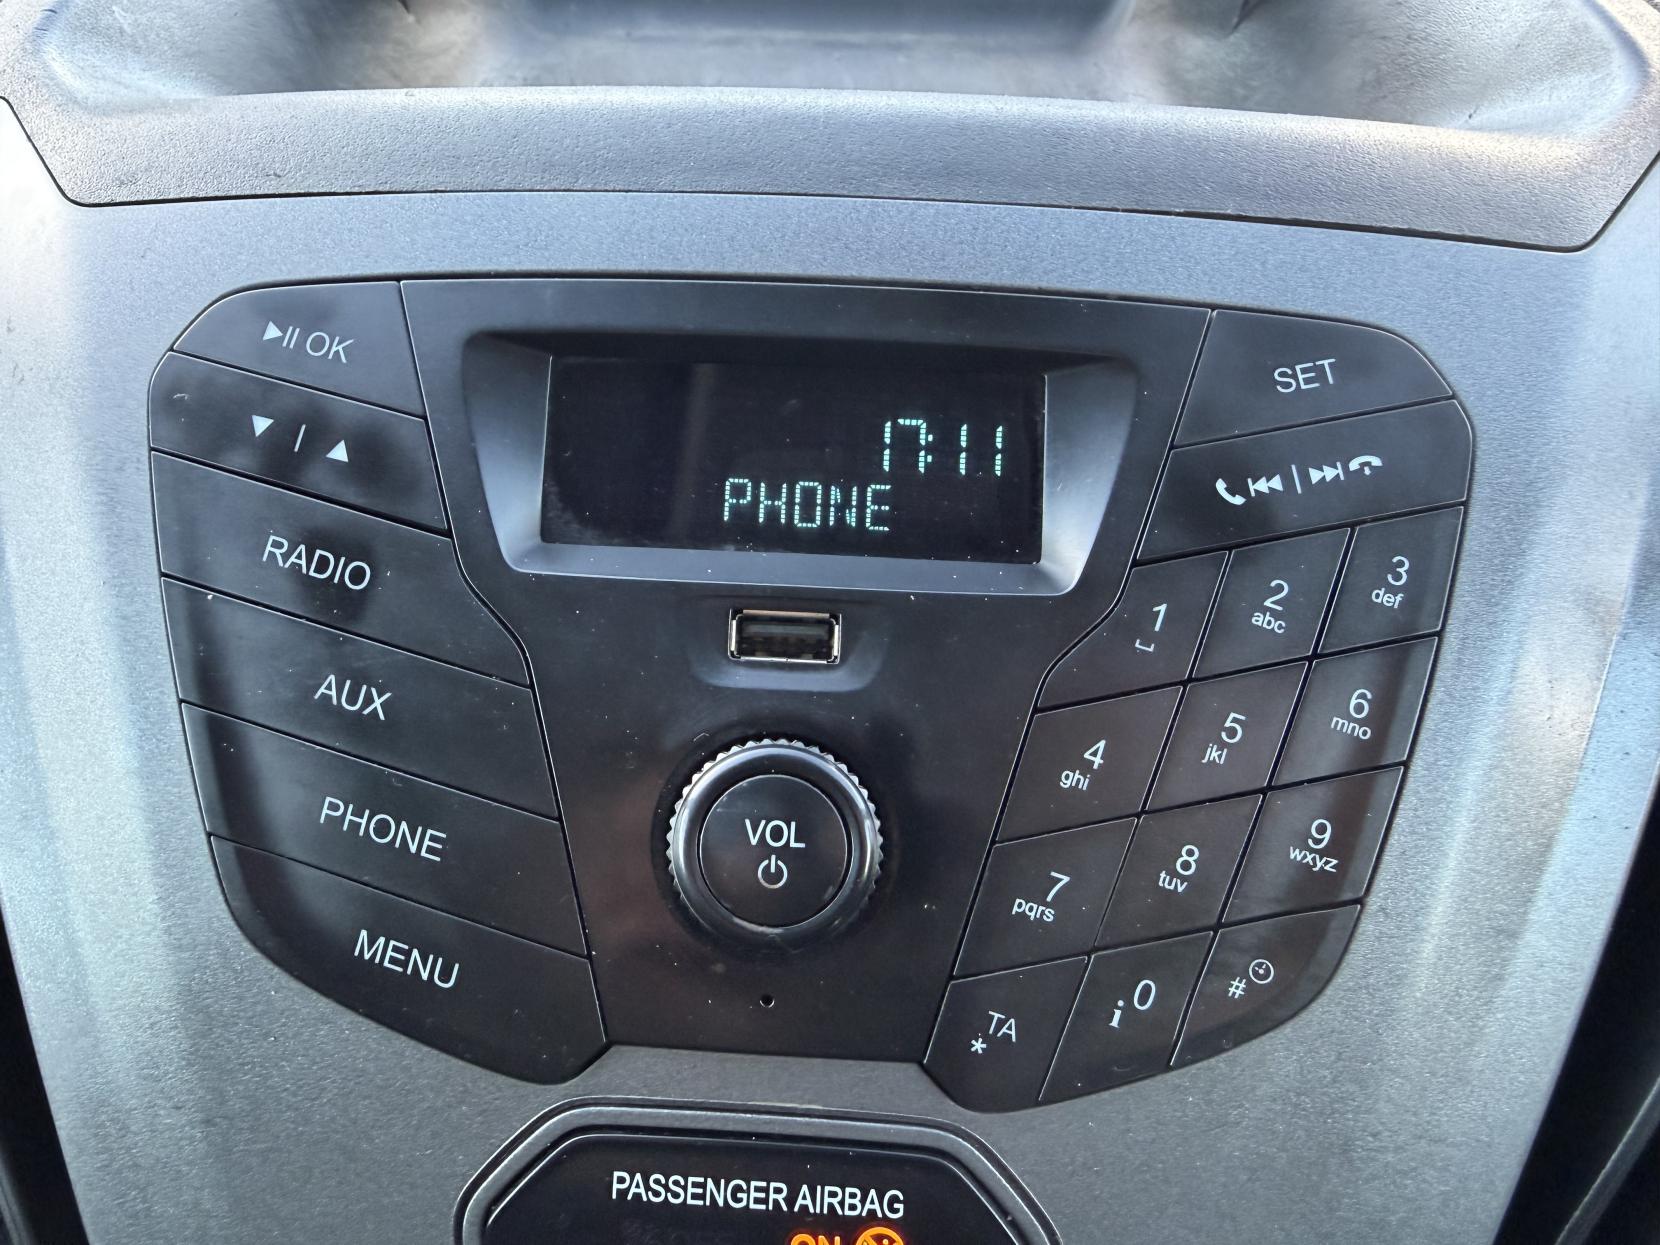 OK
17:11
PHONE
SET
RADIO
AUX
PHONE
MENU
VOL
1
2
abc
3
def
4
ghi
5
jkl
6
mno
7
pqrs
8
tuv
9
wxyz
TA
*
i 0
#
PASSENGER AIRBAG
ON